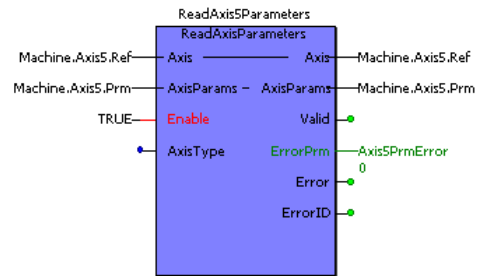 ReadAxis5Parameters
ReadAxisParameters
Machine.Axis5.Ref Axis Axis Machine.Axis5.Ref
Machine.Axis5.Prm AxisParams AxisParams Machine.Axis5.Prm
TRUE Enable Valid
AxisType ErrorPrm Axis5PrmError
0
Error
ErrorID